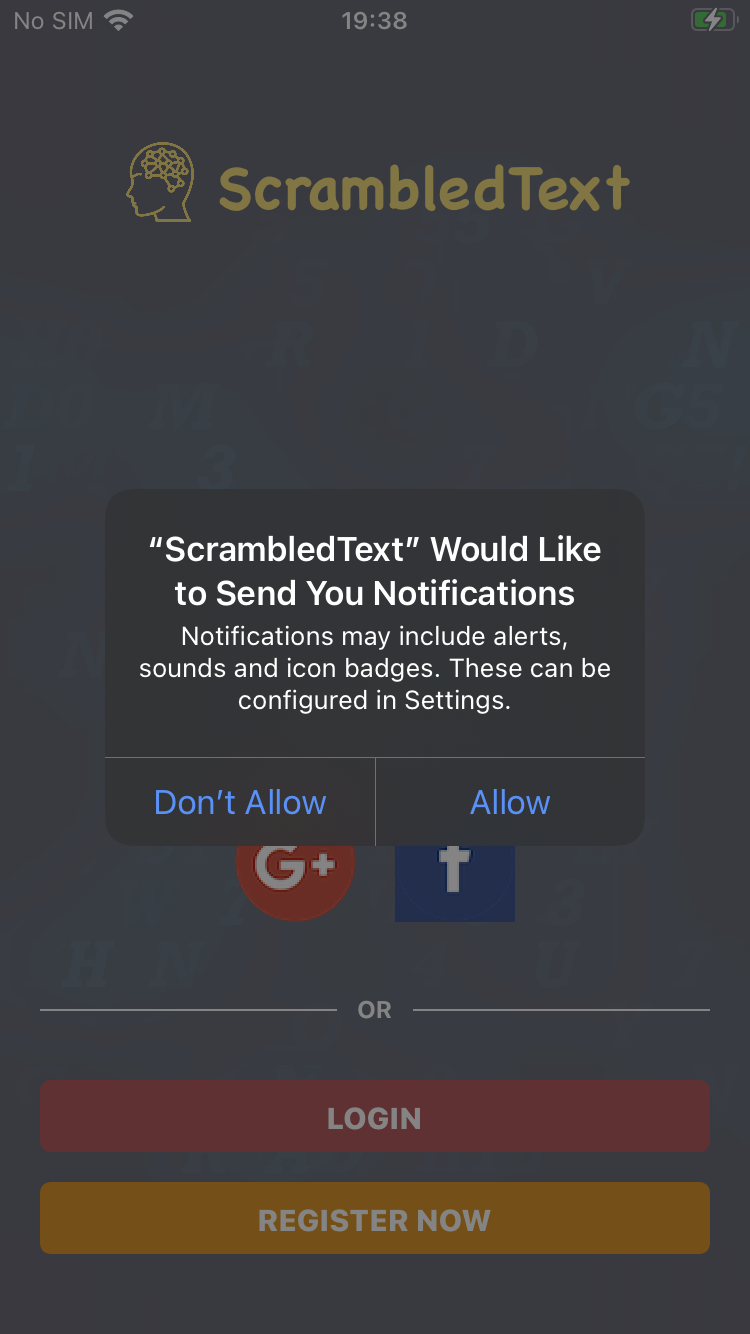 No SIM 19:38
ScrambledText
“ScrambledText” Would Like
to Send You Notifications
Notifications may include alerts,
sounds and icon badges. These can be
configured in Settings.
Don’t Allow Allow
G+ f
OR
LOGIN
REGISTER NOW